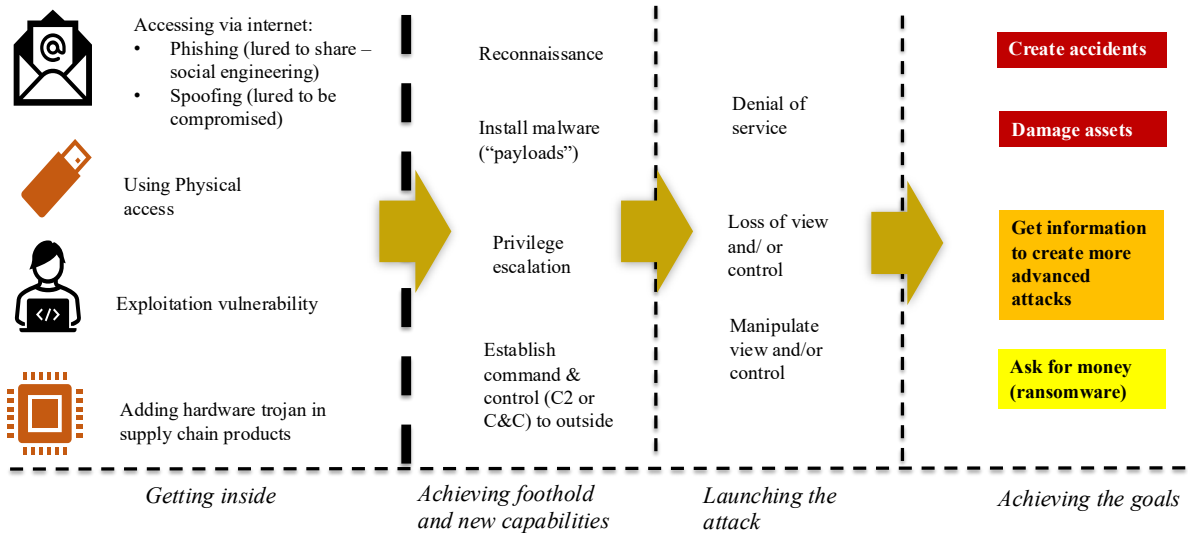 Accessing via internet:
• Phishing (lured to share –
social engineering)
• Spoofing (lured to be
compromised)
Using Physical
access
Exploitation vulnerability
Adding hardware trojan in
supply chain products
Getting inside
Reconnaissance
Install malware
(“payloads”)
Privilege
escalation
Establish
command &
control (C2 or
C&C) to outside
Achieving foothold
and new capabilities
Denial of
service
Loss of view
and/ or
control
Manipulate
view and/or
control
Launching the
attack
Create accidents
Damage assets
Get information
to create more
advanced
attacks
Ask for money
(ransomware)
Achieving the goals